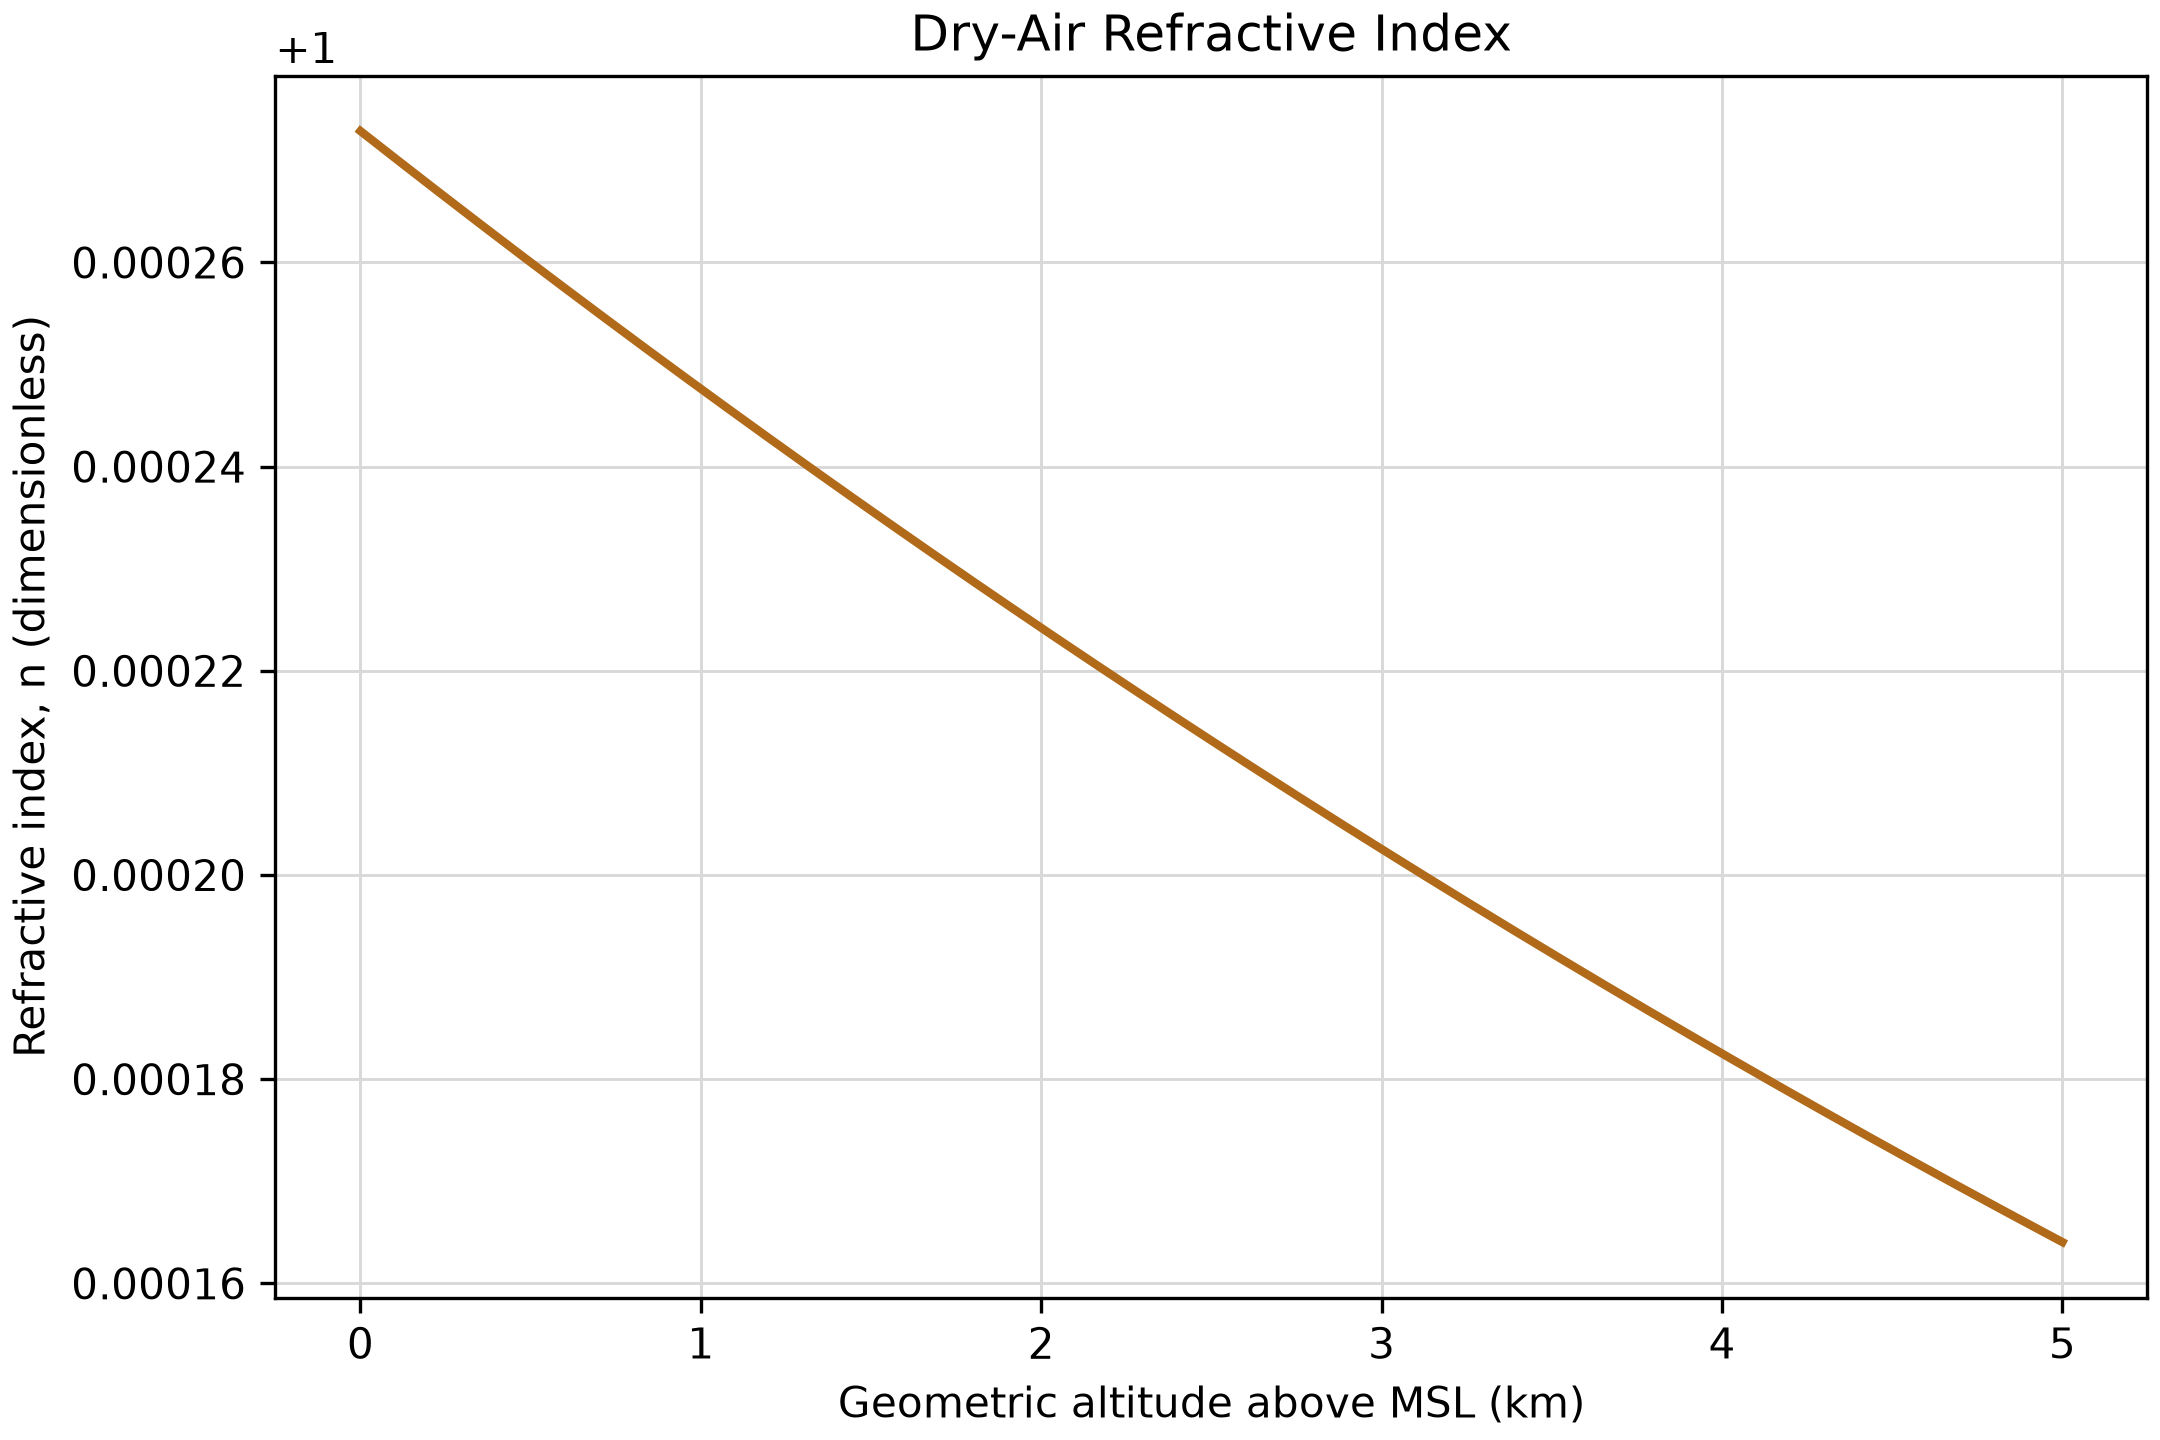 Dry-Air Refractive Index
+1
Refractive index, n (dimensionless)
0.00026
0.00024
0.00022
0.00020
0.00018
0.00016
0 1 2 3 4 5
Geometric altitude above MSL (km)